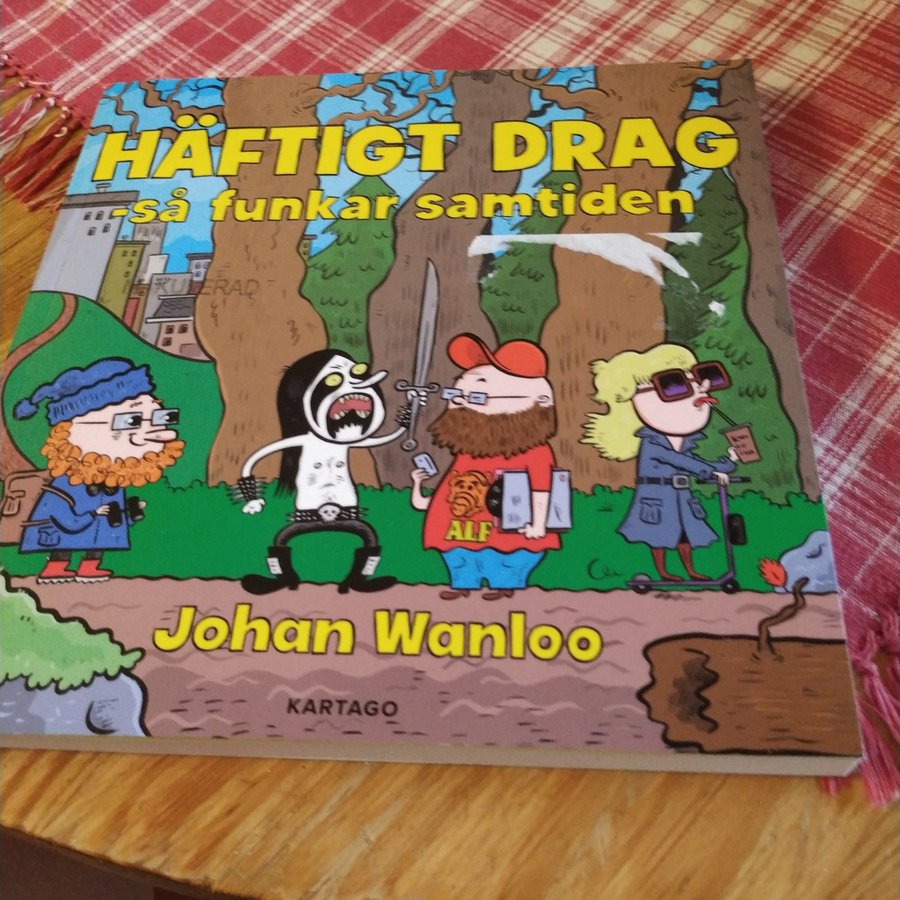 HÄFTIGT DRAG
-så funkar samtiden
Johan Wanloo
ALF
KARTAGO